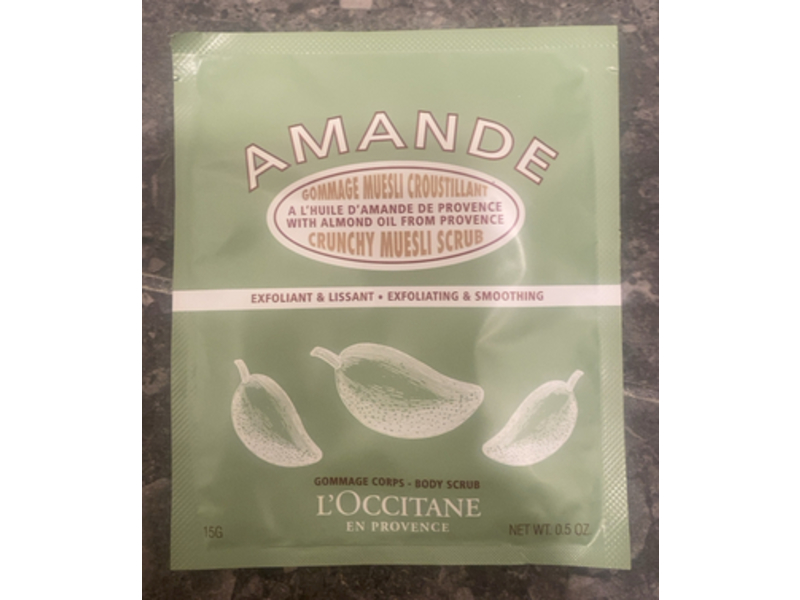 AMANDE
GOMMAGE MUESLI CROUSTILLANT
A L'HUILE D'AMANDE DE PROVENCE
WITH ALMOND OIL FROM PROVENCE
CRUNCHY MUESLI SCRUB
EXFOLIANT & LISSANT • EXFOLIATING & SMOOTHING
GOMMAGE CORPS - BODY SCRUB
L'OCCITANE
EN PROVENCE
15G NET WT. 0.5 OZ.